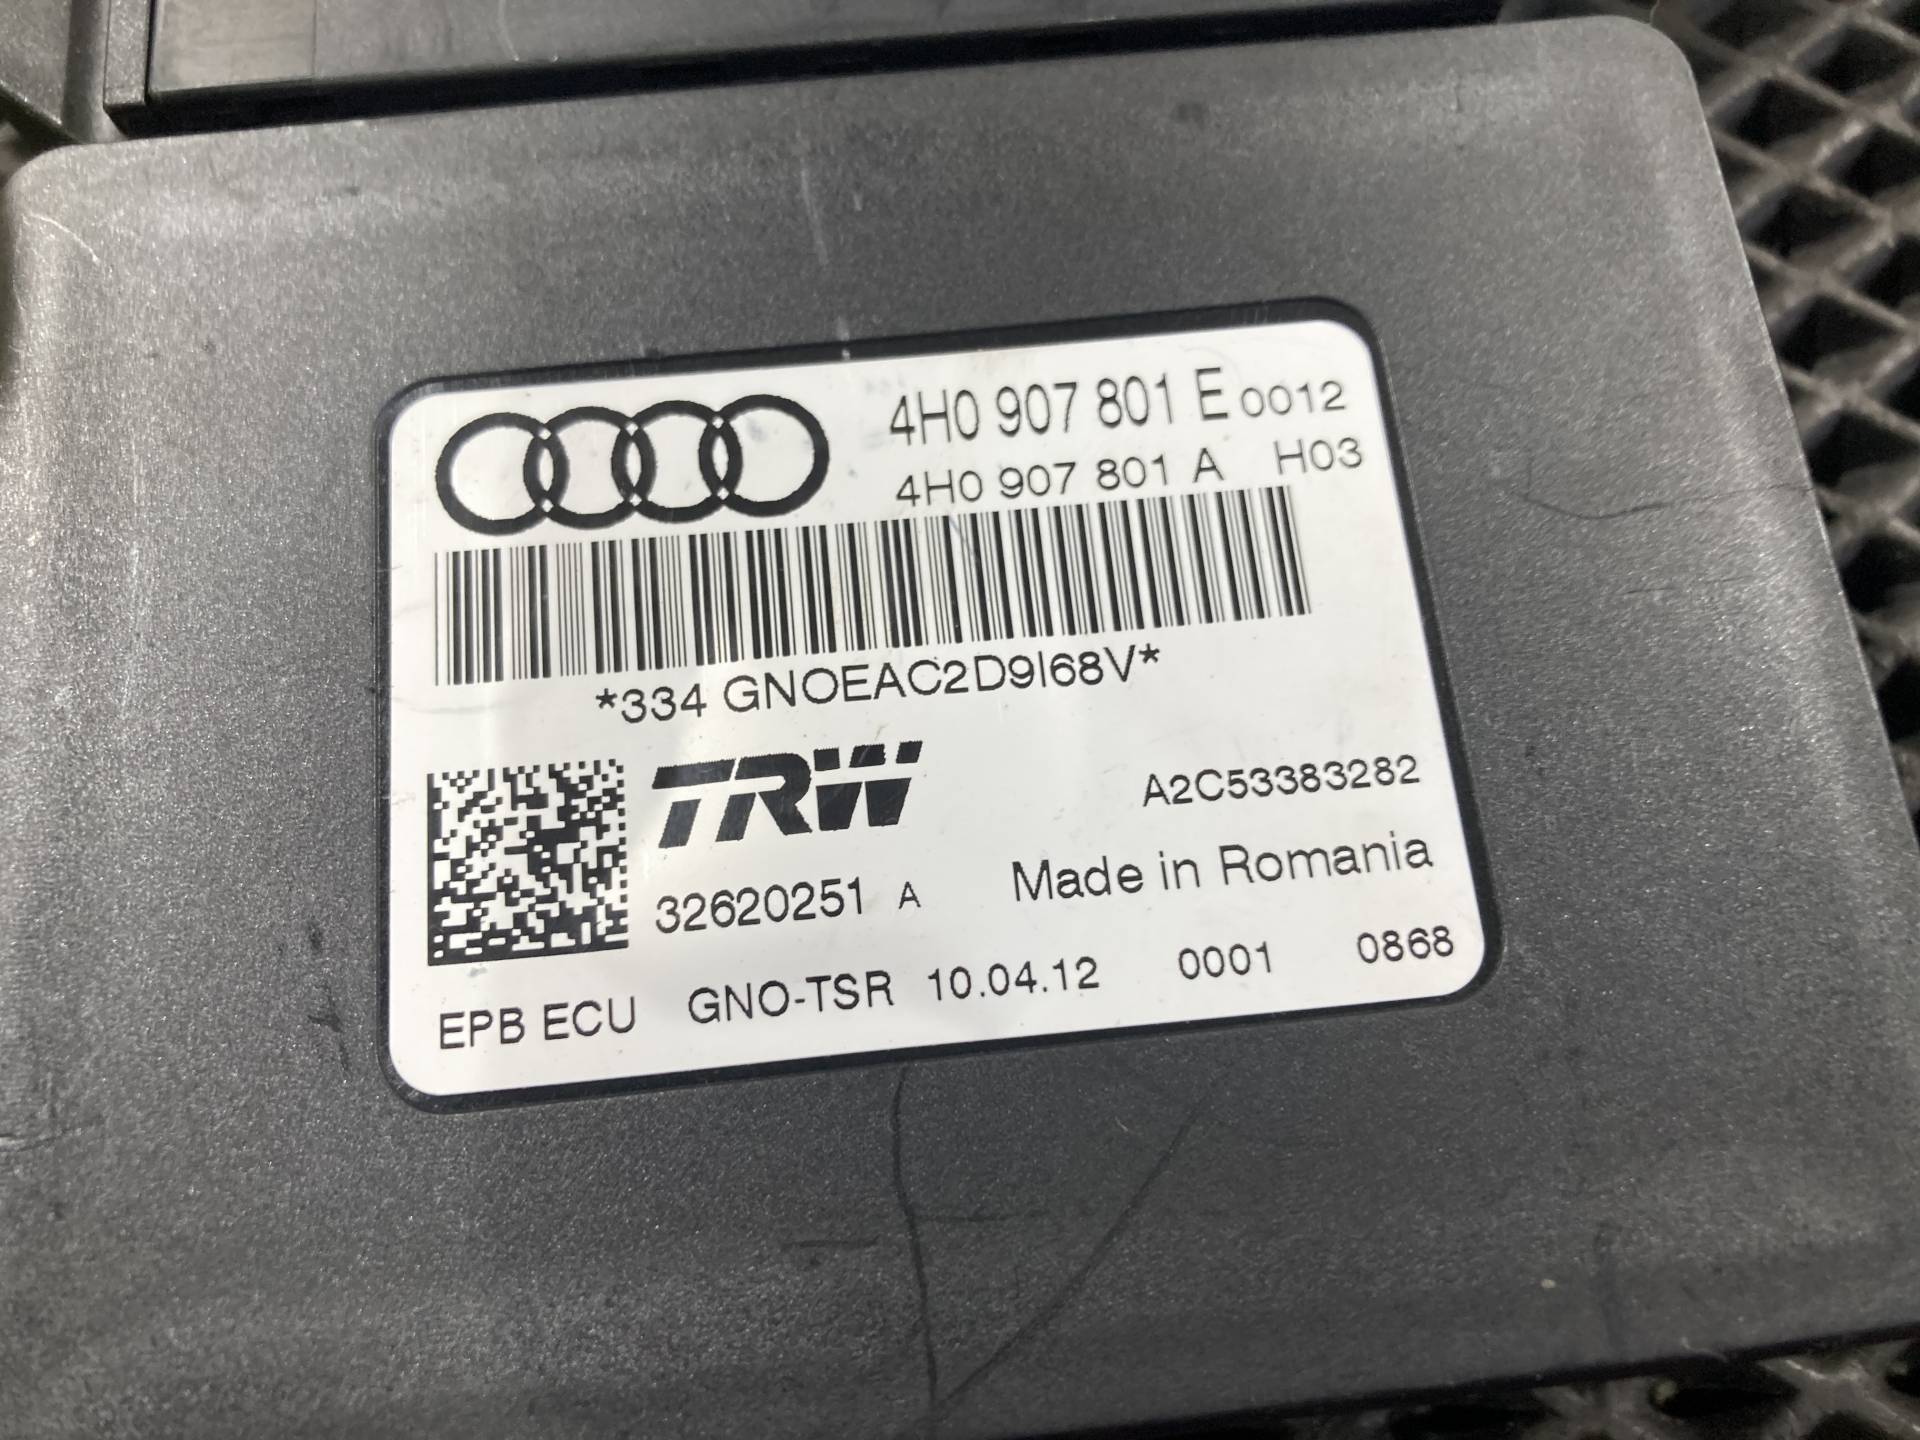 4H0 907 801 E 0012
4H0 907 801 A H03
*334 GNOEAC2D9I68V*
TRW
A2C53383282
32620251 A
Made in Romania
EPB ECU GNO-TSR 10.04.12 0001 0868